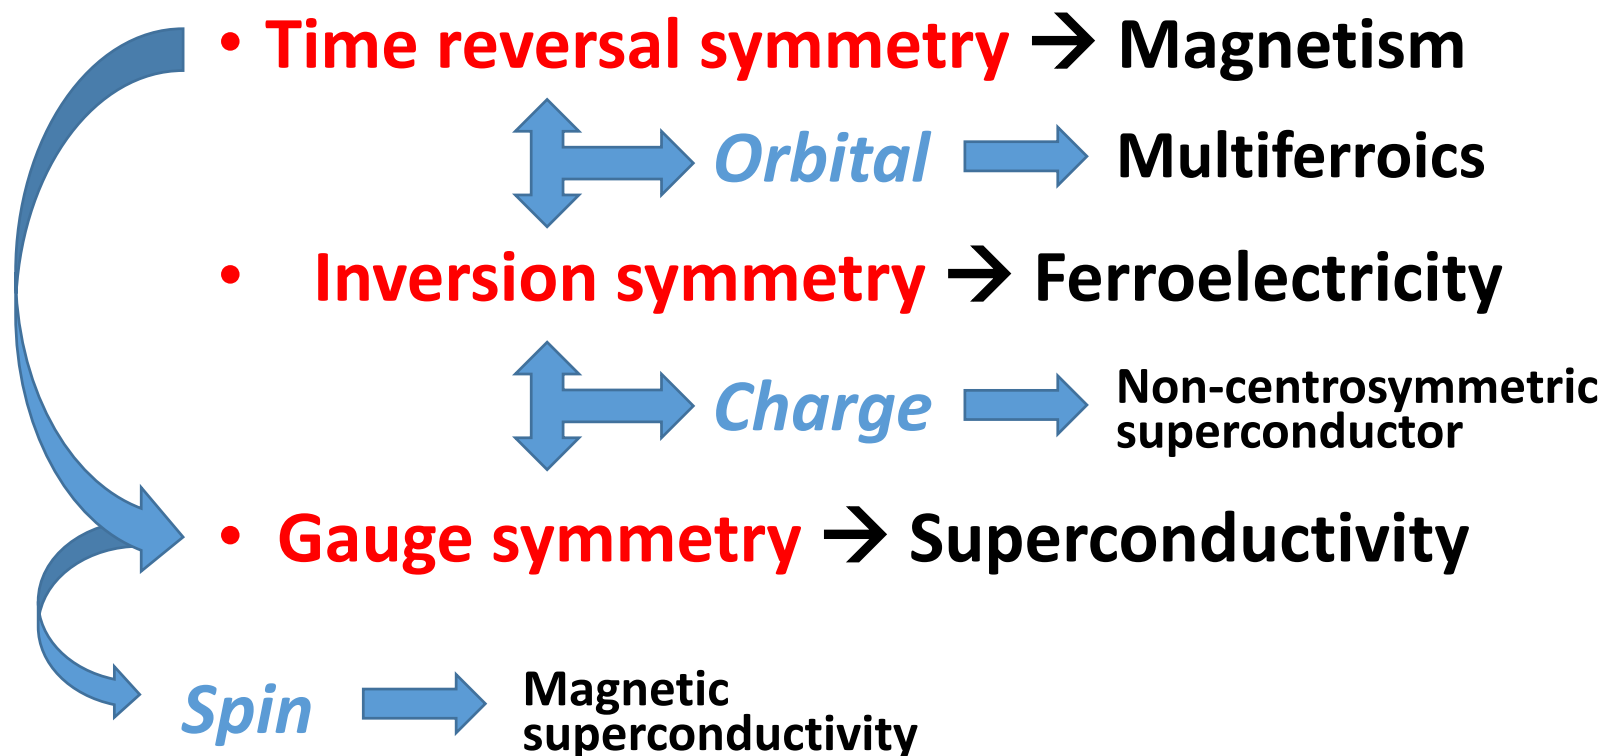 • Time reversal symmetry → Magnetism
Orbital Multiferroics
• Inversion symmetry → Ferroelectricity
Charge Non-centrosymmetric
superconductor
• Gauge symmetry → Superconductivity
Spin Magnetic
superconductivity